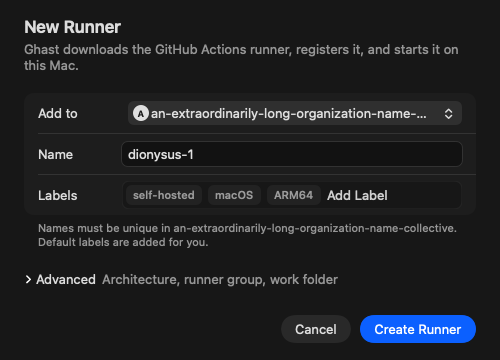 New Runner
Ghast downloads the GitHub Actions runner, registers it, and starts it on
this Mac.
Add to A an-extraordinarily-long-organization-name-...
Name dionysus-1
Labels self-hosted macOS ARM64 Add Label
Names must be unique in an-extraordinarily-long-organization-name-collective.
Default labels are added for you.
Advanced Architecture, runner group, work folder
Cancel Create Runner